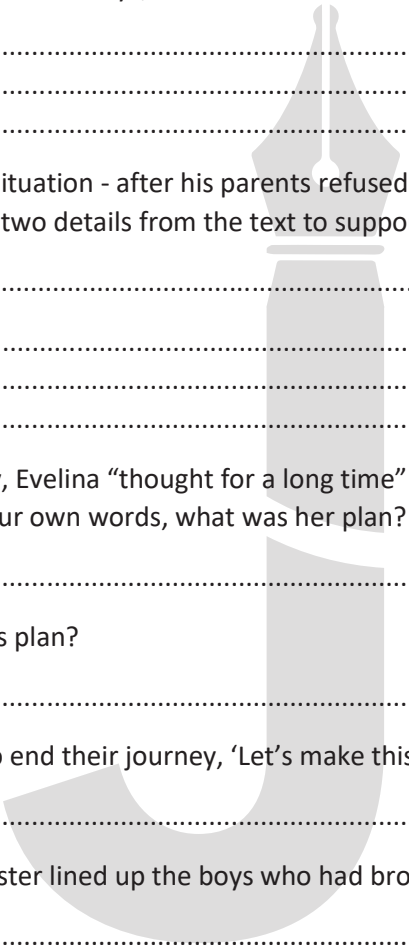 situation - after his parents refused
two details from the text to suppo
, Evelina “thought for a long time”
ur own words, what was her plan?
s plan?
o end their journey, ‘Let’s make this
ster lined up the boys who had bro